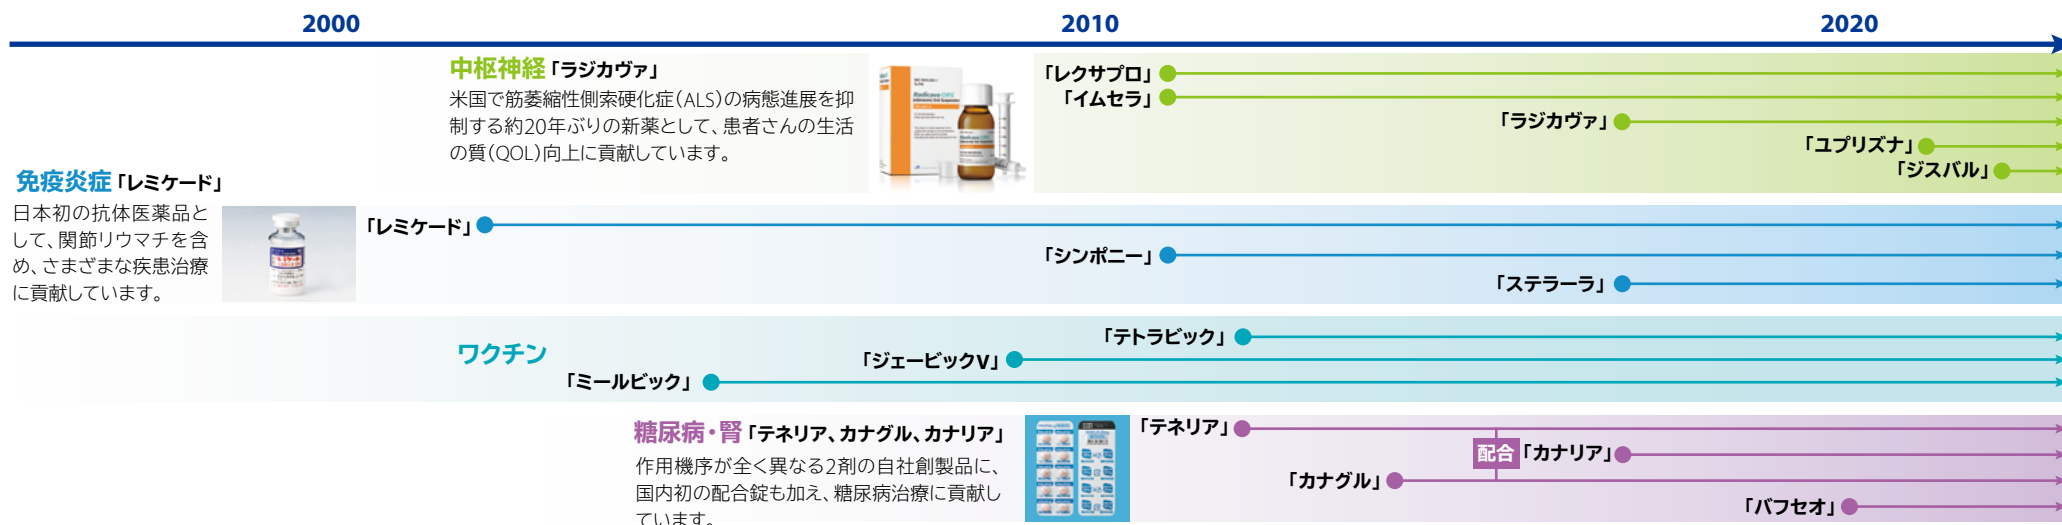 2000
2010
2020
中枢神経「ラジカヴァ」
米国で筋萎縮性側索硬化症(ALS)の病態進展を抑
制する約20年ぶりの新薬として、患者さんの生活
の質(QOL)向上に貢献しています。
「レクサプロ」
「イムセラ」
「ラジカヴァ」
「ユプリズナ」
「ジスバル」
免疫炎症「レミケード」
日本初の抗体医薬品と
して、関節リウマチを含
め、さまざまな疾患治療
に貢献しています。
「レミケード」
「シンポニー」
「ステラーラ」
ワクチン
「テトラビック」
「ジェービックV」
「ミールビック」
糖尿病・腎「テネリア、カナグル、カナリア」
作用機序が全く異なる2剤の自社創製品に、
国内初の配合錠も加え、糖尿病治療に貢献し
ています。
「テネリア」
配合「カナリア」
「カナグル」
「バフセオ」